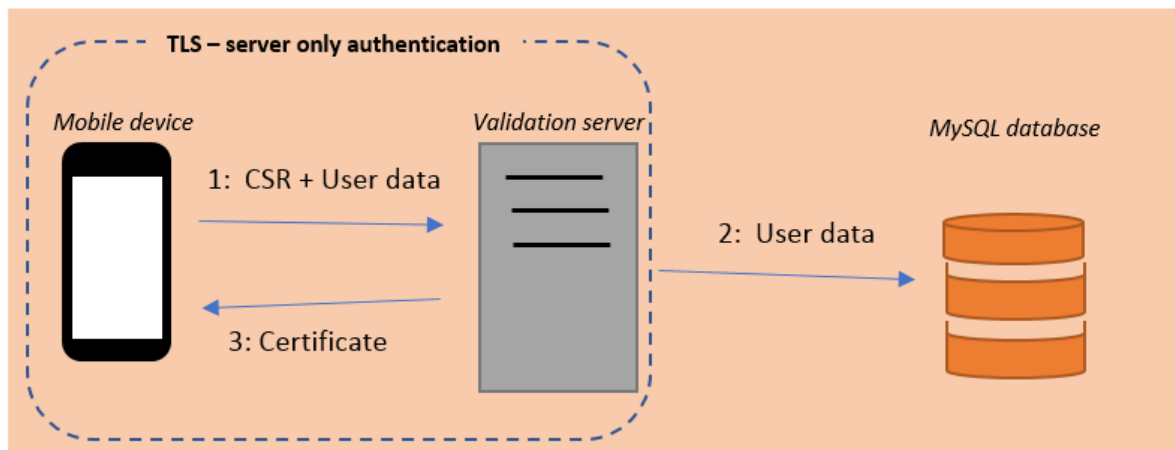 TLS – server only authentication
Mobile device
Validation server
MySQL database
1: CSR + User data
2: User data
3: Certificate